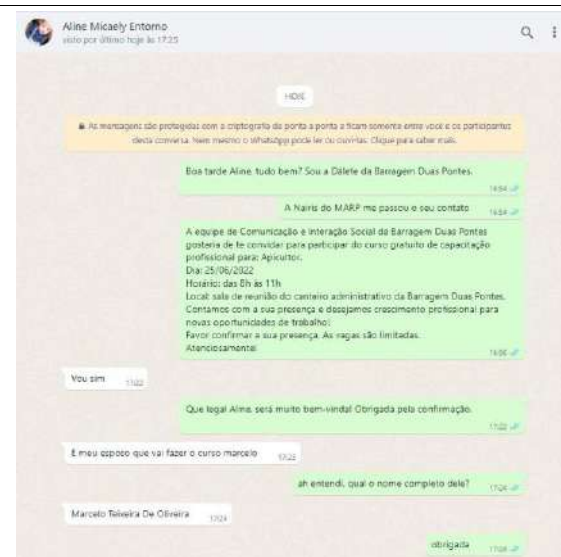 Aline Micaely Entorno
visto por último hoje às 17:25
HOJE
As mensagens são protegidas com a criptografia de ponta a ponta e ficam somente entre você e os participantes
desta conversa. Nem mesmo o WhatsApp pode ler ou ouvi-las. Clique para saber mais.
Boa tarde Aline, tudo bem? Sou a Dálete da Barragem Duas Pontes.
16:54
A Nairis do MARP me passou o seu contato
16:54
A equipe de Comunicação e Interação Social da Barragem Duas Pontes
gostaria de te convidar para participar do curso gratuito de capacitação
profissional para: Apicultor.
Dia: 25/06/2022
Horário: das 8h às 11h
Local: sala de reunião do canteiro administrativo da Barragem Duas Pontes.
Contamos com a sua presença e desejamos crescimento profissional para
novas oportunidades de trabalho!
Favor confirmar a sua presença. As vagas são limitadas.
Atenciosamente!
Vou sim
17:22
Que legal Aline, será muito bem-vinda! Obrigada pela confirmação.
17:22
É meu esposo que vai fazer o curso marcelo
17:23
ah entendi, qual o nome completo dele?
17:24
Marcelo Teixeira De Oliveira
17:24
obrigada
17:24